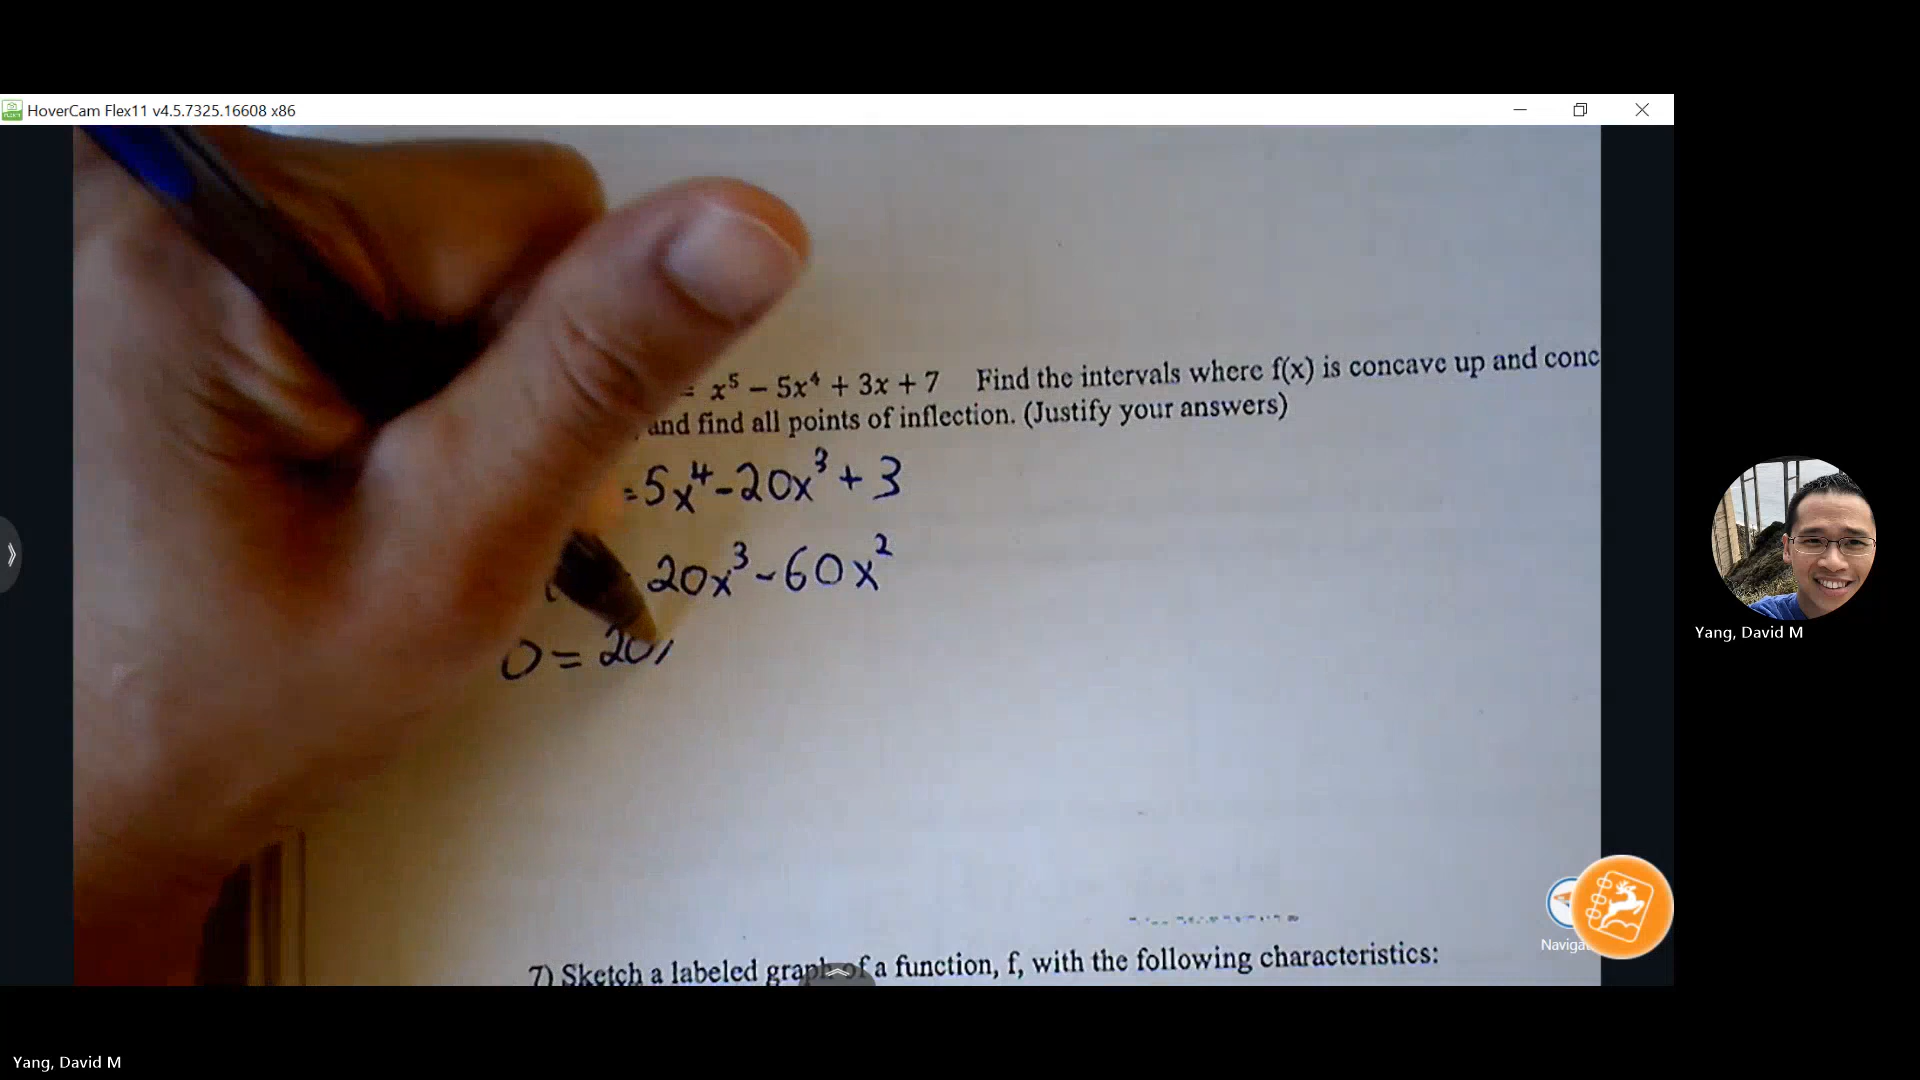 HoverCam Flex11 v4.5.7325.16608 x86
= x⁵ − 5x⁴ + 3x + 7 Find the intervals where f(x) is concave up and conc
and find all points of inflection. (Justify your answers)
=5x⁴-20x³+3
20x³-60x²
0=20
Yang, David M
Naviga
7) Sketch a labeled graph of a function, f, with the following characteristics:
Yang, David M